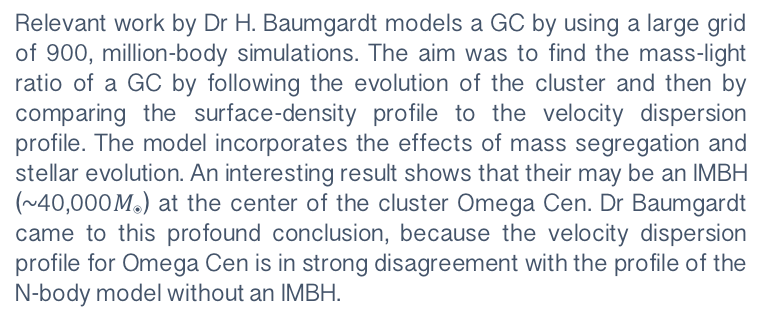 Relevant work by Dr H. Baumgardt models a GC by using a large grid
of 900, million-body simulations. The aim was to find the mass-light
ratio of a GC by following the evolution of the cluster and then by
comparing the surface-density profile to the velocity dispersion
profile. The model incorporates the effects of mass segregation and
stellar evolution. An interesting result shows that their may be an IMBH
(~40,000M⊙) at the center of the cluster Omega Cen. Dr Baumgardt
came to this profound conclusion, because the velocity dispersion
profile for Omega Cen is in strong disagreement with the profile of the
N-body model without an IMBH.